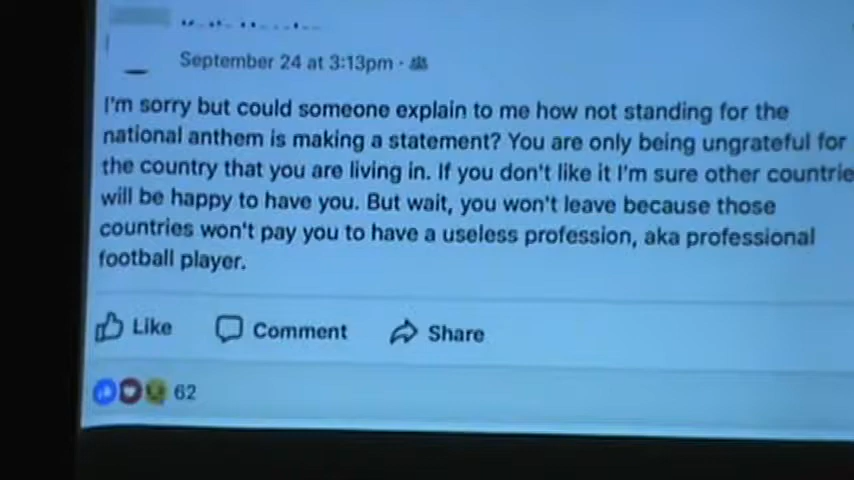 September 24 at 3:13pm ·
I'm sorry but could someone explain to me how not standing for the
national anthem is making a statement? You are only being ungrateful for
the country that you are living in. If you don't like it I'm sure other countrie
will be happy to have you. But wait, you won't leave because those
countries won't pay you to have a useless profession, aka professional
football player.
Like Comment Share
62